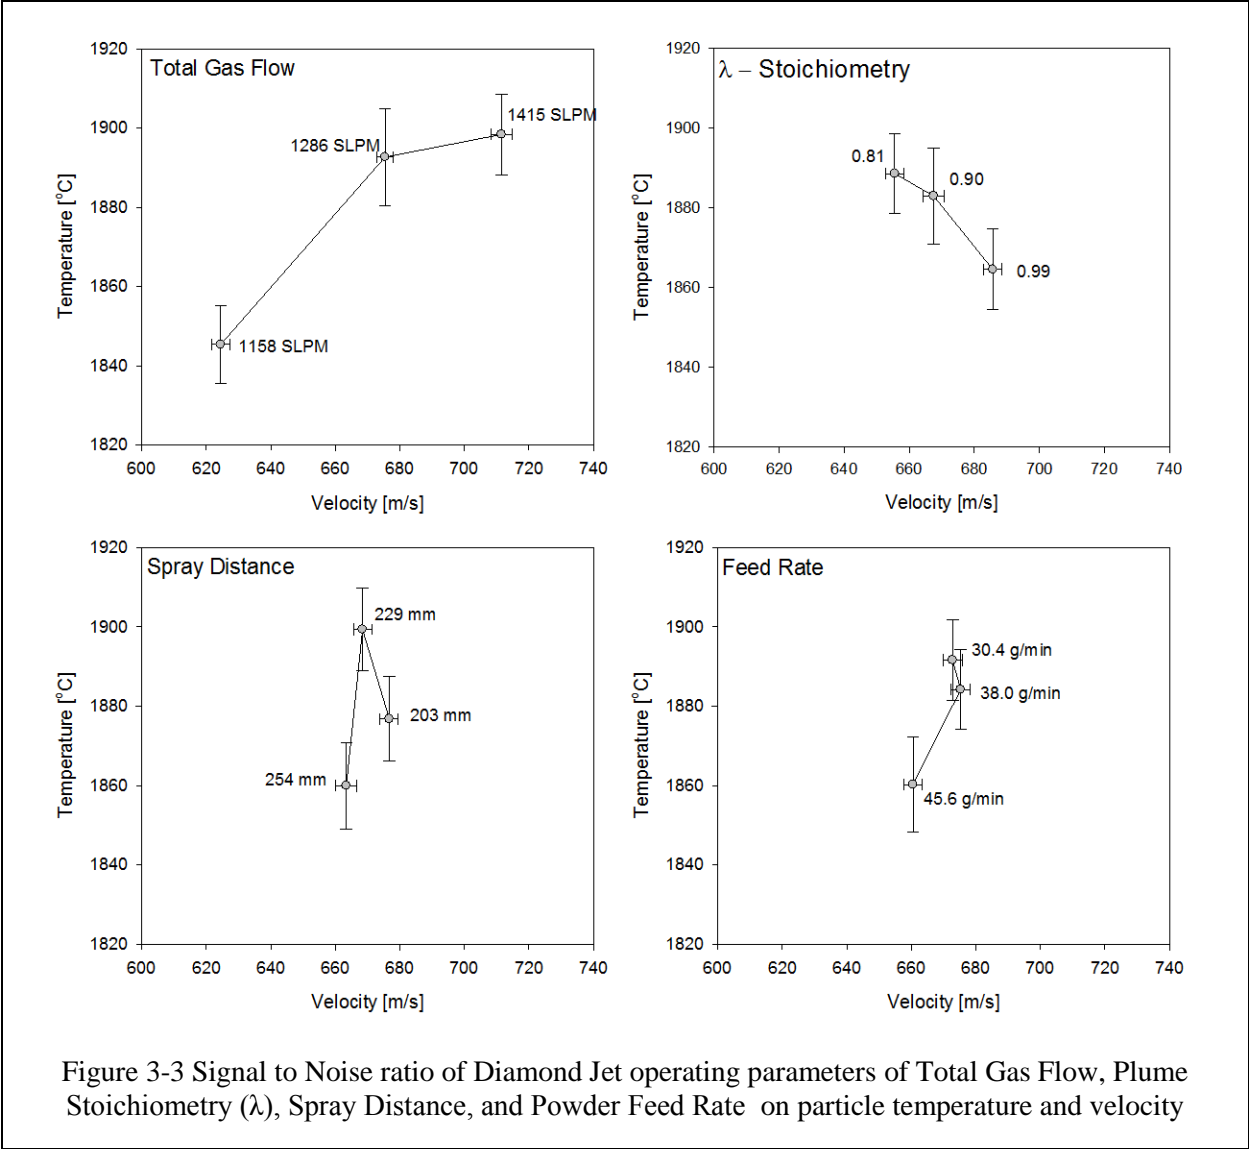 Total Gas Flow
1920
1900
1880
1860
1840
1820
Temperature [°C]
1415 SLPM
1286 SLPM
1158 SLPM
600 620 640 660 680 700 720 740
Velocity [m/s]
λ – Stoichiometry
1920
1900
1880
1860
1840
1820
Temperature [°C]
0.81
0.90
0.99
600 620 640 660 680 700 720 740
Velocity [m/s]
Spray Distance
1920
1900
1880
1860
1840
1820
Temperature [°C]
229 mm
203 mm
254 mm
600 620 640 660 680 700 720 740
Velocity [m/s]
Feed Rate
1920
1900
1880
1860
1840
1820
Temperature [°C]
30.4 g/min
38.0 g/min
45.6 g/min
600 620 640 660 680 700 720 740
Velocity [m/s]
Figure 3-3 Signal to Noise ratio of Diamond Jet operating parameters of Total Gas Flow, Plume
Stoichiometry (λ), Spray Distance, and Powder Feed Rate on particle temperature and velocity